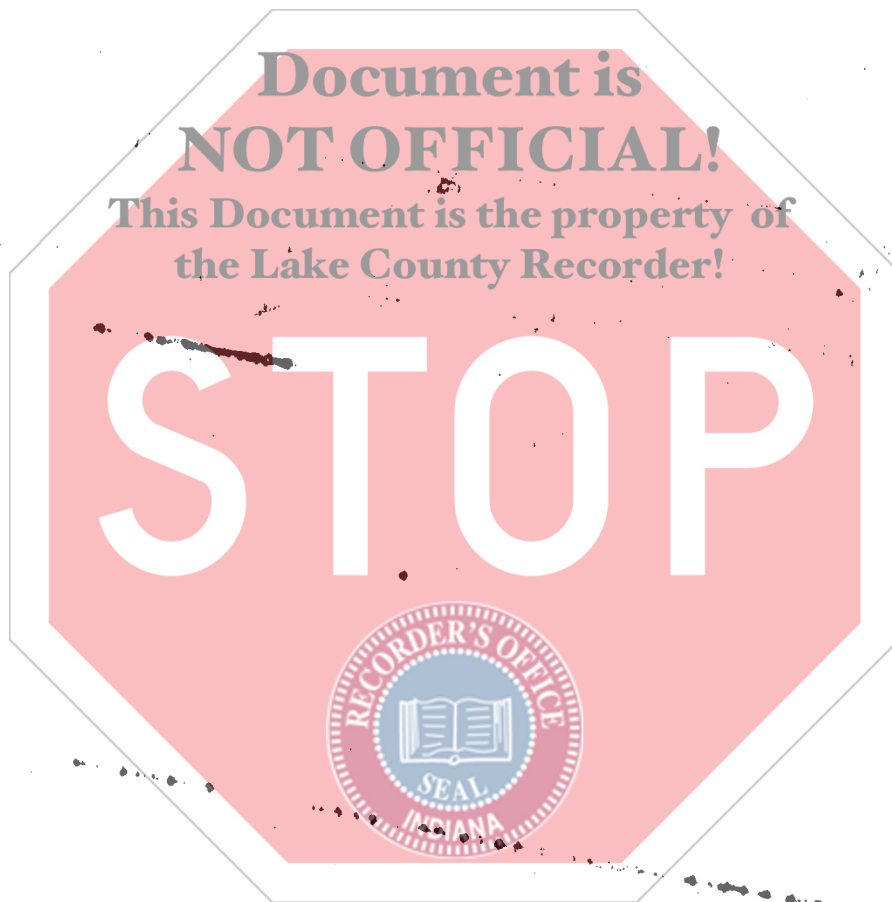 Document is
NOT OFFICIAL!
This Document is the property of
the Lake County Recorder!
STOP
RECORDER'S OFFICE
SEAL
INDIANA